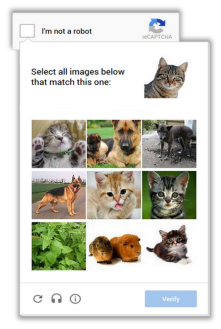 I'm not a robot
reCAPTCHA
Select all images below
that match this one:
Verify